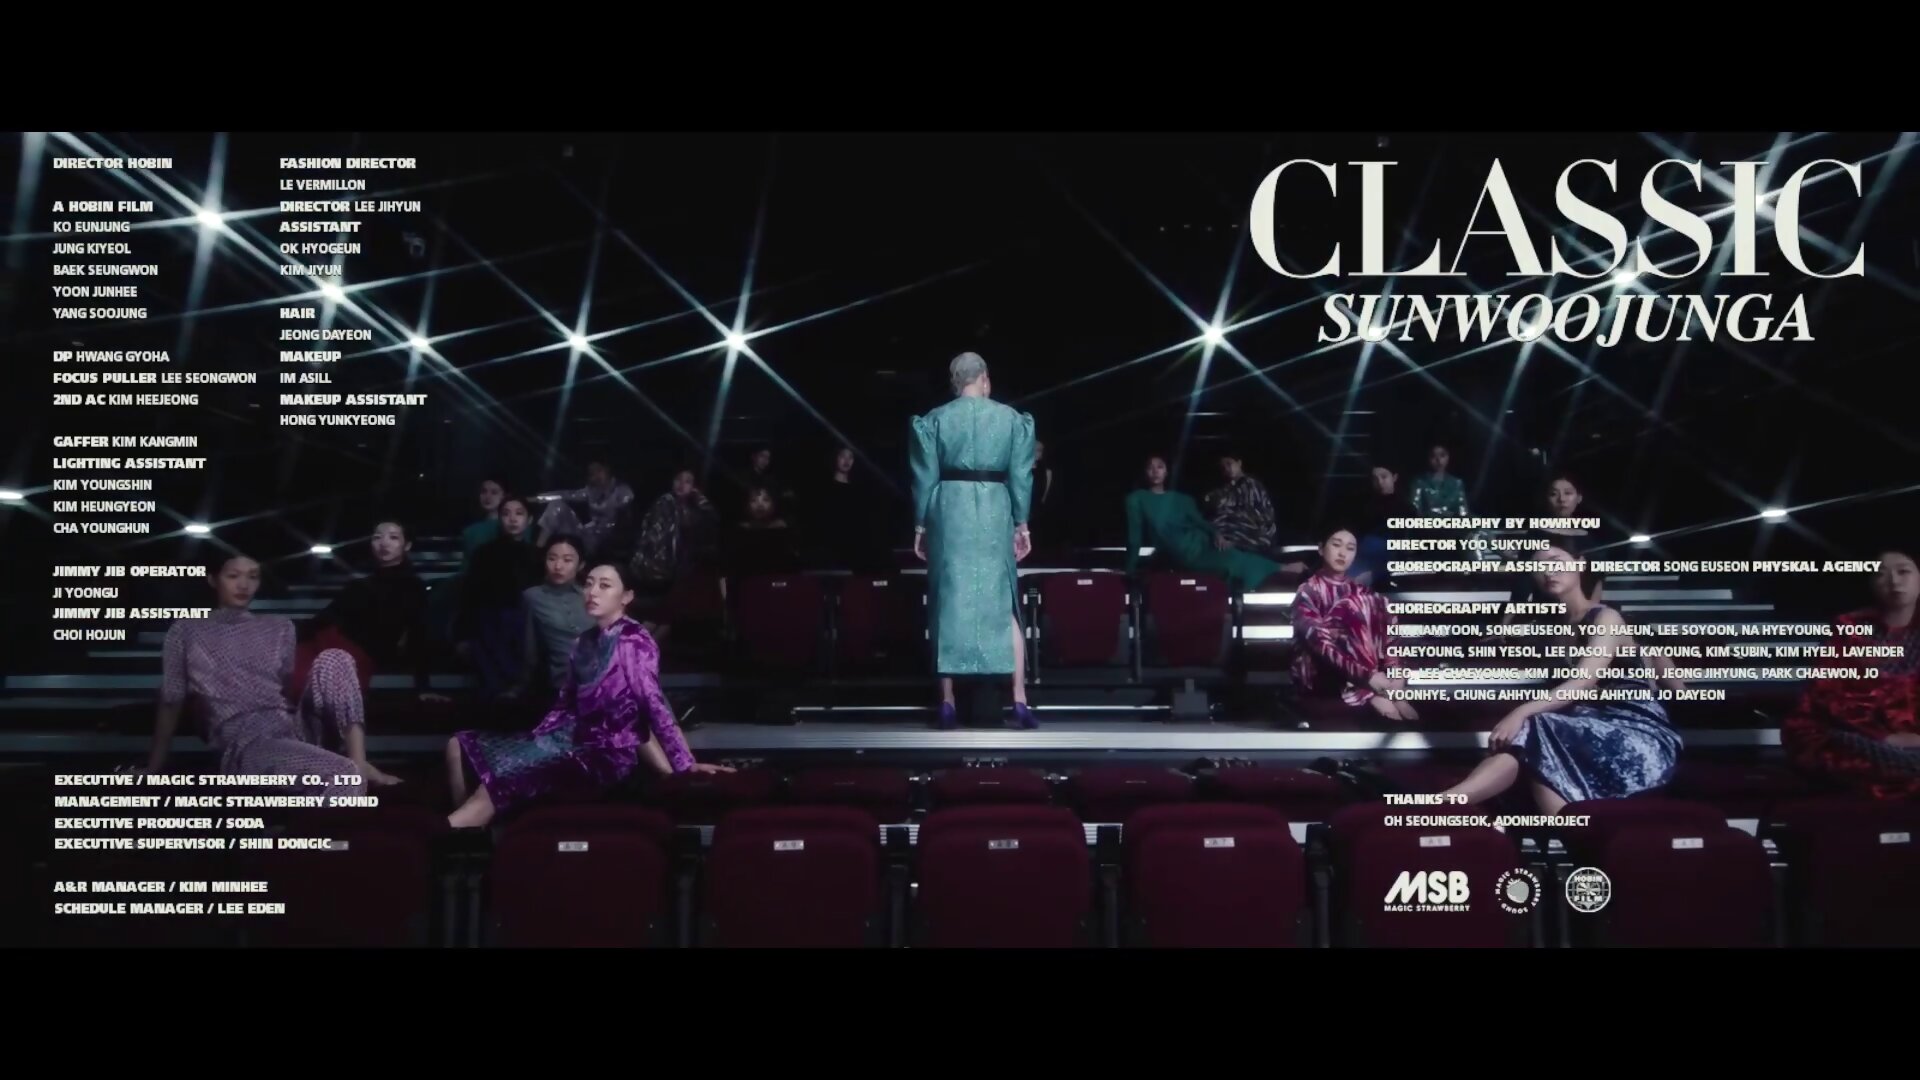 DIRECTOR HOBIN
A HOBIN FILM
KO EUNJUNG
JUNG KIYEOL
BAEK SEUNGWON
YOON JUNHEE
YANG SOOJUNG
DP HWANG GYOHA
FOCUS PULLER LEE SEONGWON
2ND AC KIM HEEJEONG
GAFFER KIM KANGMIN
LIGHTING ASSISTANT
KIM YOUNGSHIN
KIM HEUNGYEON
CHA YOUNGHUN
JIMMY JIB OPERATOR
JI YOONGU
JIMMY JIB ASSISTANT
CHOI HOJUN
FASHION DIRECTOR
LE VERMILLON
DIRECTOR LEE JIHYUN
ASSISTANT
OK HYOGEUN
KIM JIYUN
HAIR
JEONG DAYEON
MAKEUP
IM ASILL
MAKEUP ASSISTANT
HONG YUNKYEONG
EXECUTIVE / MAGIC STRAWBERRY CO., LTD
MANAGEMENT / MAGIC STRAWBERRY SOUND
EXECUTIVE PRODUCER / SODA
EXECUTIVE SUPERVISOR / SHIN DONGIC
A&R MANAGER / KIM MINHEE
SCHEDULE MANAGER / LEE EDEN
CLASSIC
SUNWOOJUNGA
CHOREOGRAPHY BY HOWHYOU
DIRECTOR YOO SUKYUNG
CHOREOGRAPHY ASSISTANT DIRECTOR SONG EUSEON PHYSKAL AGENCY
CHOREOGRAPHY ARTISTS
KIM NAMYOON, SONG EUSEON, YOO HAEUN, LEE SOYOON, NA HYEYOUNG, YOON
CHAEYOUNG, SHIN YESOL, LEE DASOL, LEE KAYOUNG, KIM SUBIN, KIM HYEJI, LAVENDER
HEO, LEE CHAEYOUNG, KIM JIOON, CHOI SORI, JEONG JIHYUNG, PARK CHAEWON, JO
YOONHYE, CHUNG AHHYUN, CHUNG AHHYUN, JO DAYEON
THANKS TO
OH SEOUNGSEOK, ADONISPROJECT
MSB
MAGIC STRAWBERRY
MAGIC STRAWBERRY SOUND
HOBIN
FILM